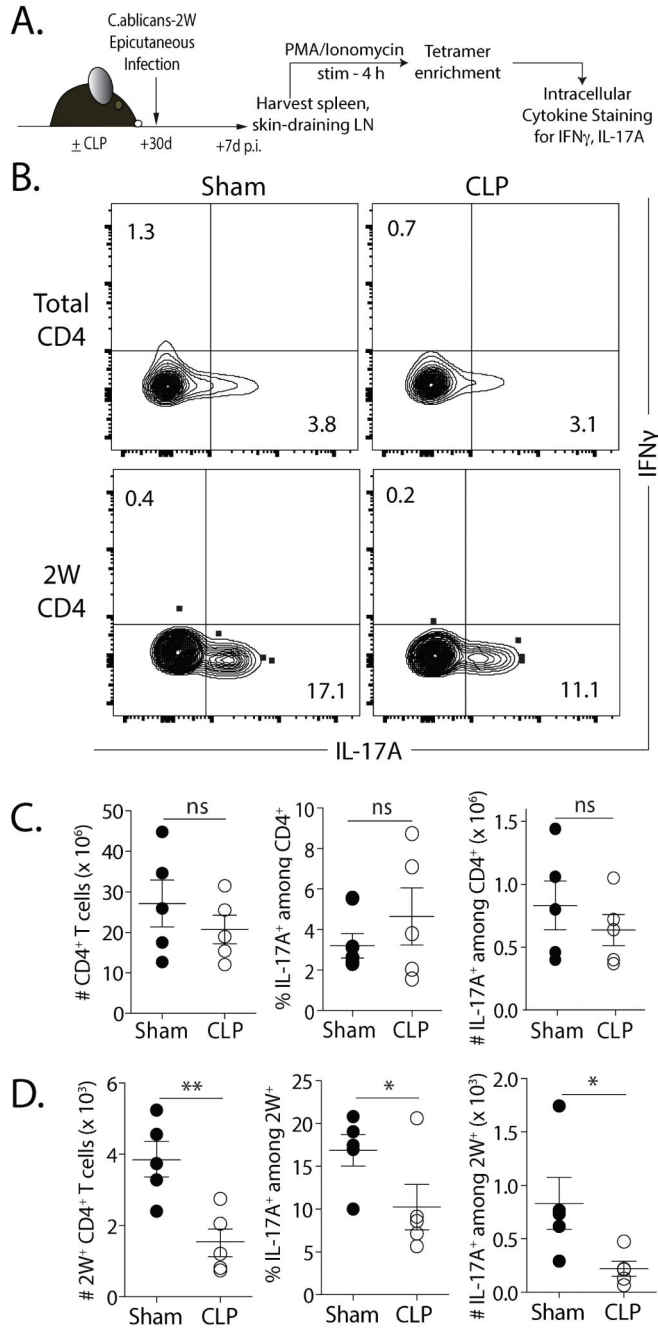 A.
C.ablicans-2W
Epicutaneous
Infection
PMA/Ionomycin
stim - 4 h
Tetramer
enrichment
Harvest spleen,
skin-draining LN
Intracellular
Cytokine Staining
for IFNγ, IL-17A
± CLP
+30d
+7d p.i.
B.
Sham
CLP
Total
CD4
1.3
3.8
0.7
3.1
2W
CD4
0.4
17.1
0.2
11.1
IFNγ
IL-17A
C.
# CD4⁺ T cells (x 10⁶)
50
40
30
20
10
0
ns
Sham
CLP
% IL-17A⁺ among CD4⁺
10
8
6
4
2
0
ns
Sham
CLP
# IL-17A⁺ among CD4⁺ (x 10⁶)
1.5
1.0
0.5
0.0
ns
Sham
CLP
D.
# 2W⁺ CD4⁺ T cells (x 10³)
6
4
2
0
**
Sham
CLP
% IL-17A⁺ among 2W⁺
25
20
15
10
5
0
*
Sham
CLP
# IL-17A⁺ among 2W⁺ (x 10³)
2.0
1.5
1.0
0.5
0.0
*
Sham
CLP